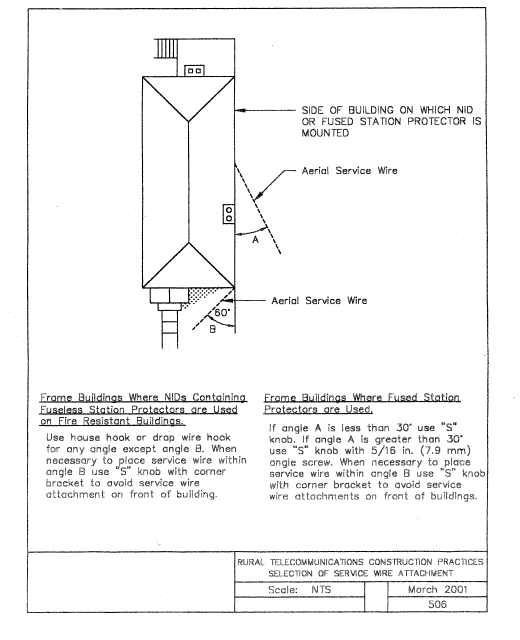 SIDE OF BUILDING ON WHICH NID
OR FUSED STATION PROTECTOR IS
MOUNTED
Aerial Service Wire
A
Aerial Service Wire
60°
B
Frame Buildings Where NIDs Containing
Fuseless Station Protectors are Used
on Fire Resistant Buildings.
Use house hook or drop wire hook
for any angle except angle B. When
necessary to place service wire within
angle B use "S" knob with corner
bracket to avoid service wire
attachment on front of building.
Frame Buildings Where Fused Station
Protectors are Used.
If angle A is less than 30° use "S"
knob. If angle A is greater than 30°
use "S" knob with 5/16 in. (7.9 mm)
angle screw. When necessary to place
service wire within angle B use "S" knob
with corner bracket to avoid service
wire attachments on front of buildings.
RURAL TELECOMMUNICATIONS CONSTRUCTION PRACTICES
SELECTION OF SERVICE WIRE ATTACHMENT
Scale: NTS
March 2001
506